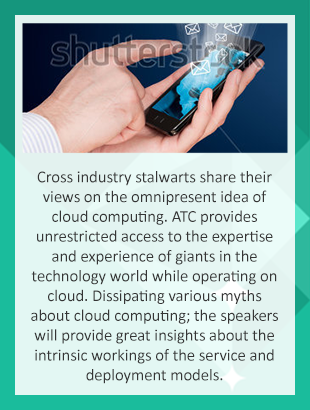 shutterstock
Cross industry stalwarts share their
views on the omnipresent idea of
cloud computing. ATC provides
unrestricted access to the expertise
and experience of giants in the
technology world while operating on
cloud. Dissipating various myths
about cloud computing; the speakers
will provide great insights about the
intrinsic workings of the service and
deployment models.